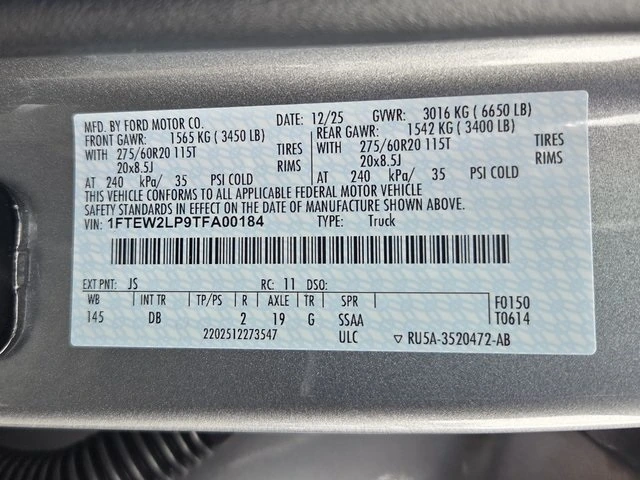 MFD. BY FORD MOTOR CO. DATE: 12/25 GVWR: 3016 KG ( 6650 LB)
FRONT GAWR: 1565 KG ( 3450 LB) REAR GAWR: 1542 KG ( 3400 LB)
WITH 275/60R20 115T TIRES WITH 275/60R20 115T TIRES
20x8.5J RIMS 20x8.5J RIMS
AT 240 kPa/ 35 PSI COLD AT 240 kPa/ 35 PSI COLD
THIS VEHICLE CONFORMS TO ALL APPLICABLE FEDERAL MOTOR VEHICLE
SAFETY STANDARDS IN EFFECT ON THE DATE OF MANUFACTURE SHOWN ABOVE.
VIN: 1FTEW2LP9TFA00184 TYPE: Truck
EXT PNT: JS RC: 11 DSO:
WB INT TR TP/PS R AXLE TR SPR F0150
145 DB 2 19 G SSAA T0614
2202512273547 ULC ▽ RU5A-3520472-AB